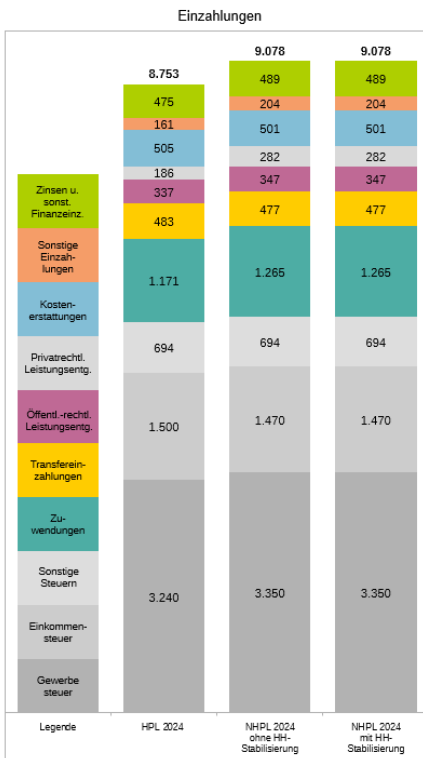 Einzahlungen
8.753
9.078
9.078
Zinsen u.
sonst.
Finanzeinz.
Sonstige
Einzah-
lungen
Kosten-
erstattungen
Privatrechtl.
Leistungsentg.
Öffentl.-rechtl.
Leistungsentg.
Transferein-
zahlungen
Zu-
wendungen
Sonstige
Steuern
Einkommen-
steuer
Gewerbe
steuer
475
161
505
186
337
483
1.171
694
1.500
3.240
489
204
501
282
347
477
1.265
694
1.470
3.350
489
204
501
282
347
477
1.265
694
1.470
3.350
Legende
HPL 2024
NHPL 2024
ohne HH-
Stabilisierung
NHPL 2024
mit HH-
Stabilisierung